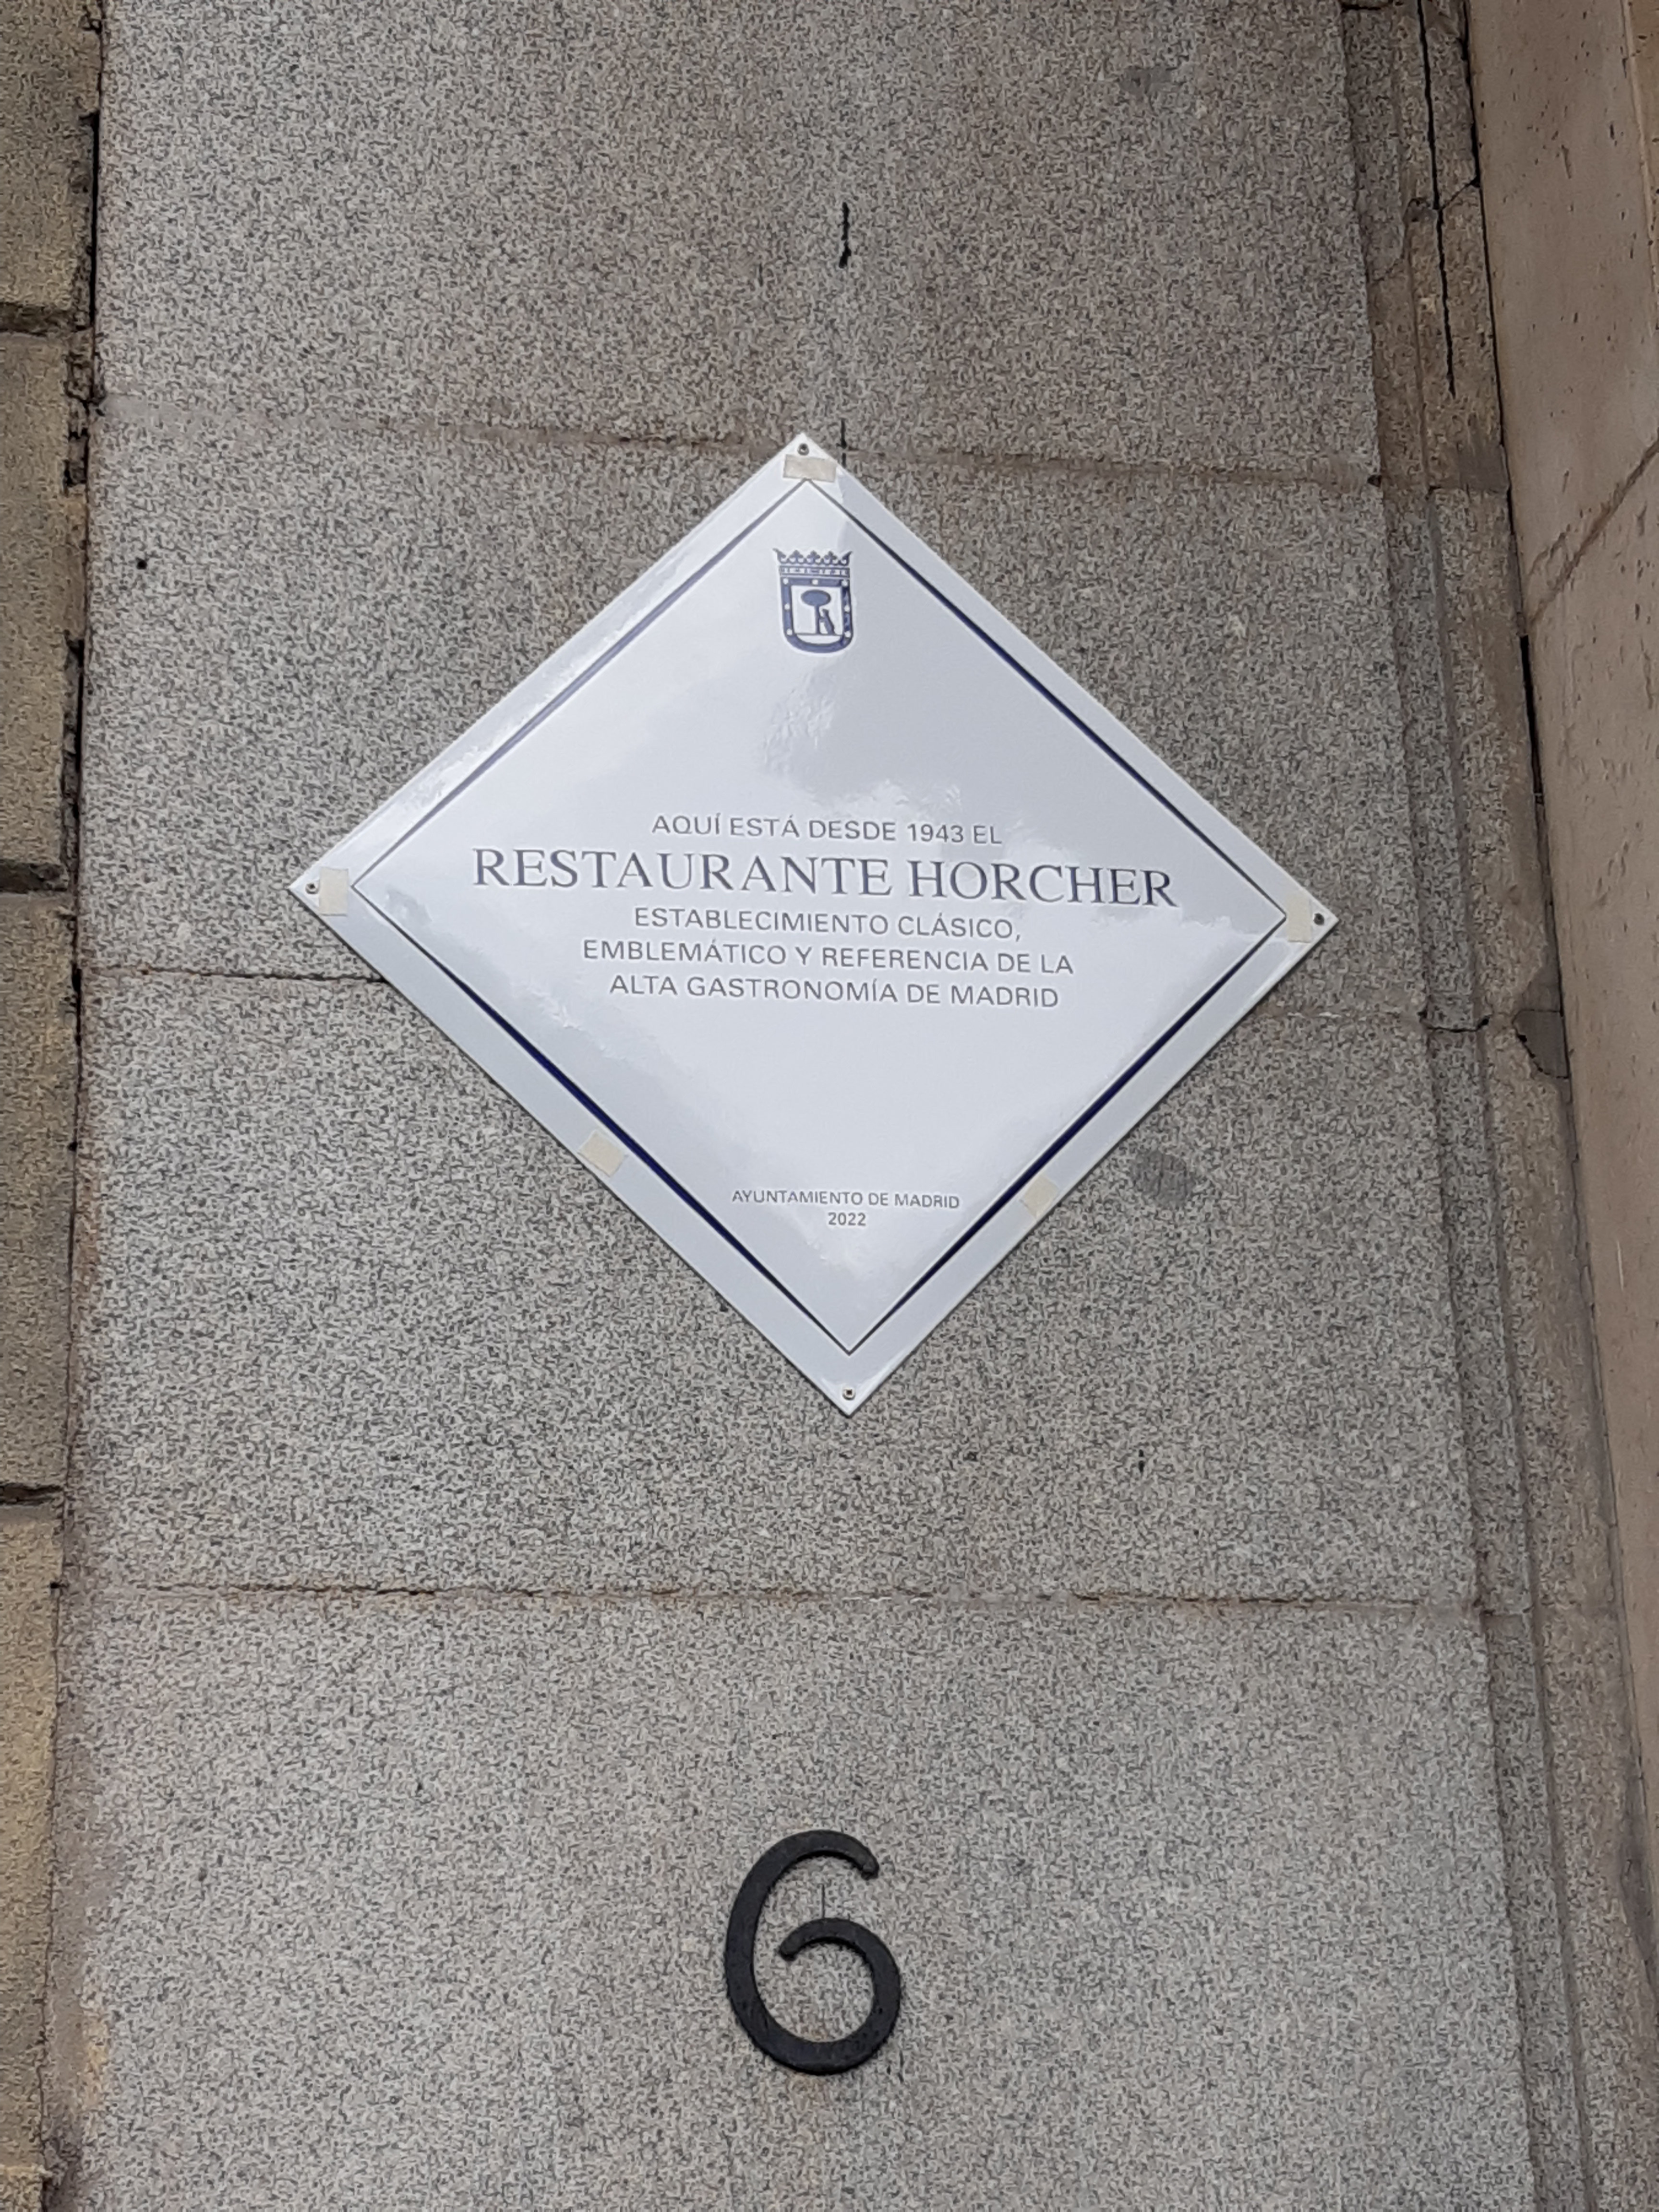 AQUÍ ESTÁ DESDE 1943 EL
RESTAURANTE HORCHER
ESTABLECIMIENTO CLÁSICO,
EMBLEMÁTICO Y REFERENCIA DE LA
ALTA GASTRONOMÍA DE MADRID
AYUNTAMIENTO DE MADRID
2022
6